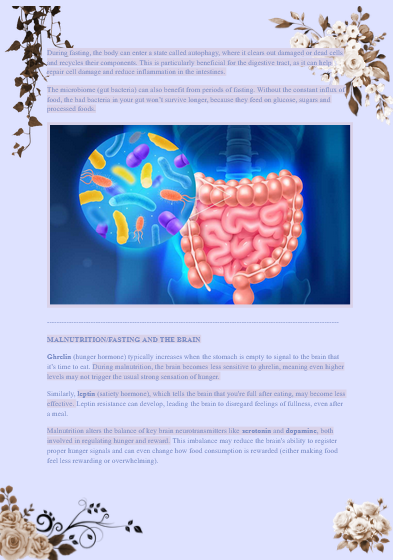 During fasting, the body can enter a state called autophagy, where it clears out damaged or dead cells
and recycles their components. This is particularly beneficial for the digestive tract, as it can help
repair cell damage and reduce inflammation in the intestines.
The microbiome (gut bacteria) can also benefit from periods of fasting. Without the constant influx of
food, the bad bacteria in your gut won't survive longer, because they feed on glucose, sugars and
processed foods.
MALNUTRITION/FASTING AND THE BRAIN
Ghrelin (hunger hormone) typically increases when the stomach is empty to signal to the brain that
it's time to eat. During malnutrition, the brain becomes less sensitive to ghrelin, meaning even higher
levels may not trigger the usual strong sensation of hunger.
Similarly, leptin (satiety hormone), which tells the brain that you're full after eating, may become less
effective. Leptin resistance can develop, leading the brain to disregard feelings of fullness, even after
a meal.
Malnutrition alters the balance of key brain neurotransmitters like serotonin and dopamine, both
involved in regulating hunger and reward. This imbalance may reduce the brain's ability to register
proper hunger signals and can even change how food consumption is rewarded (either making food
feel less rewarding or overwhelming).